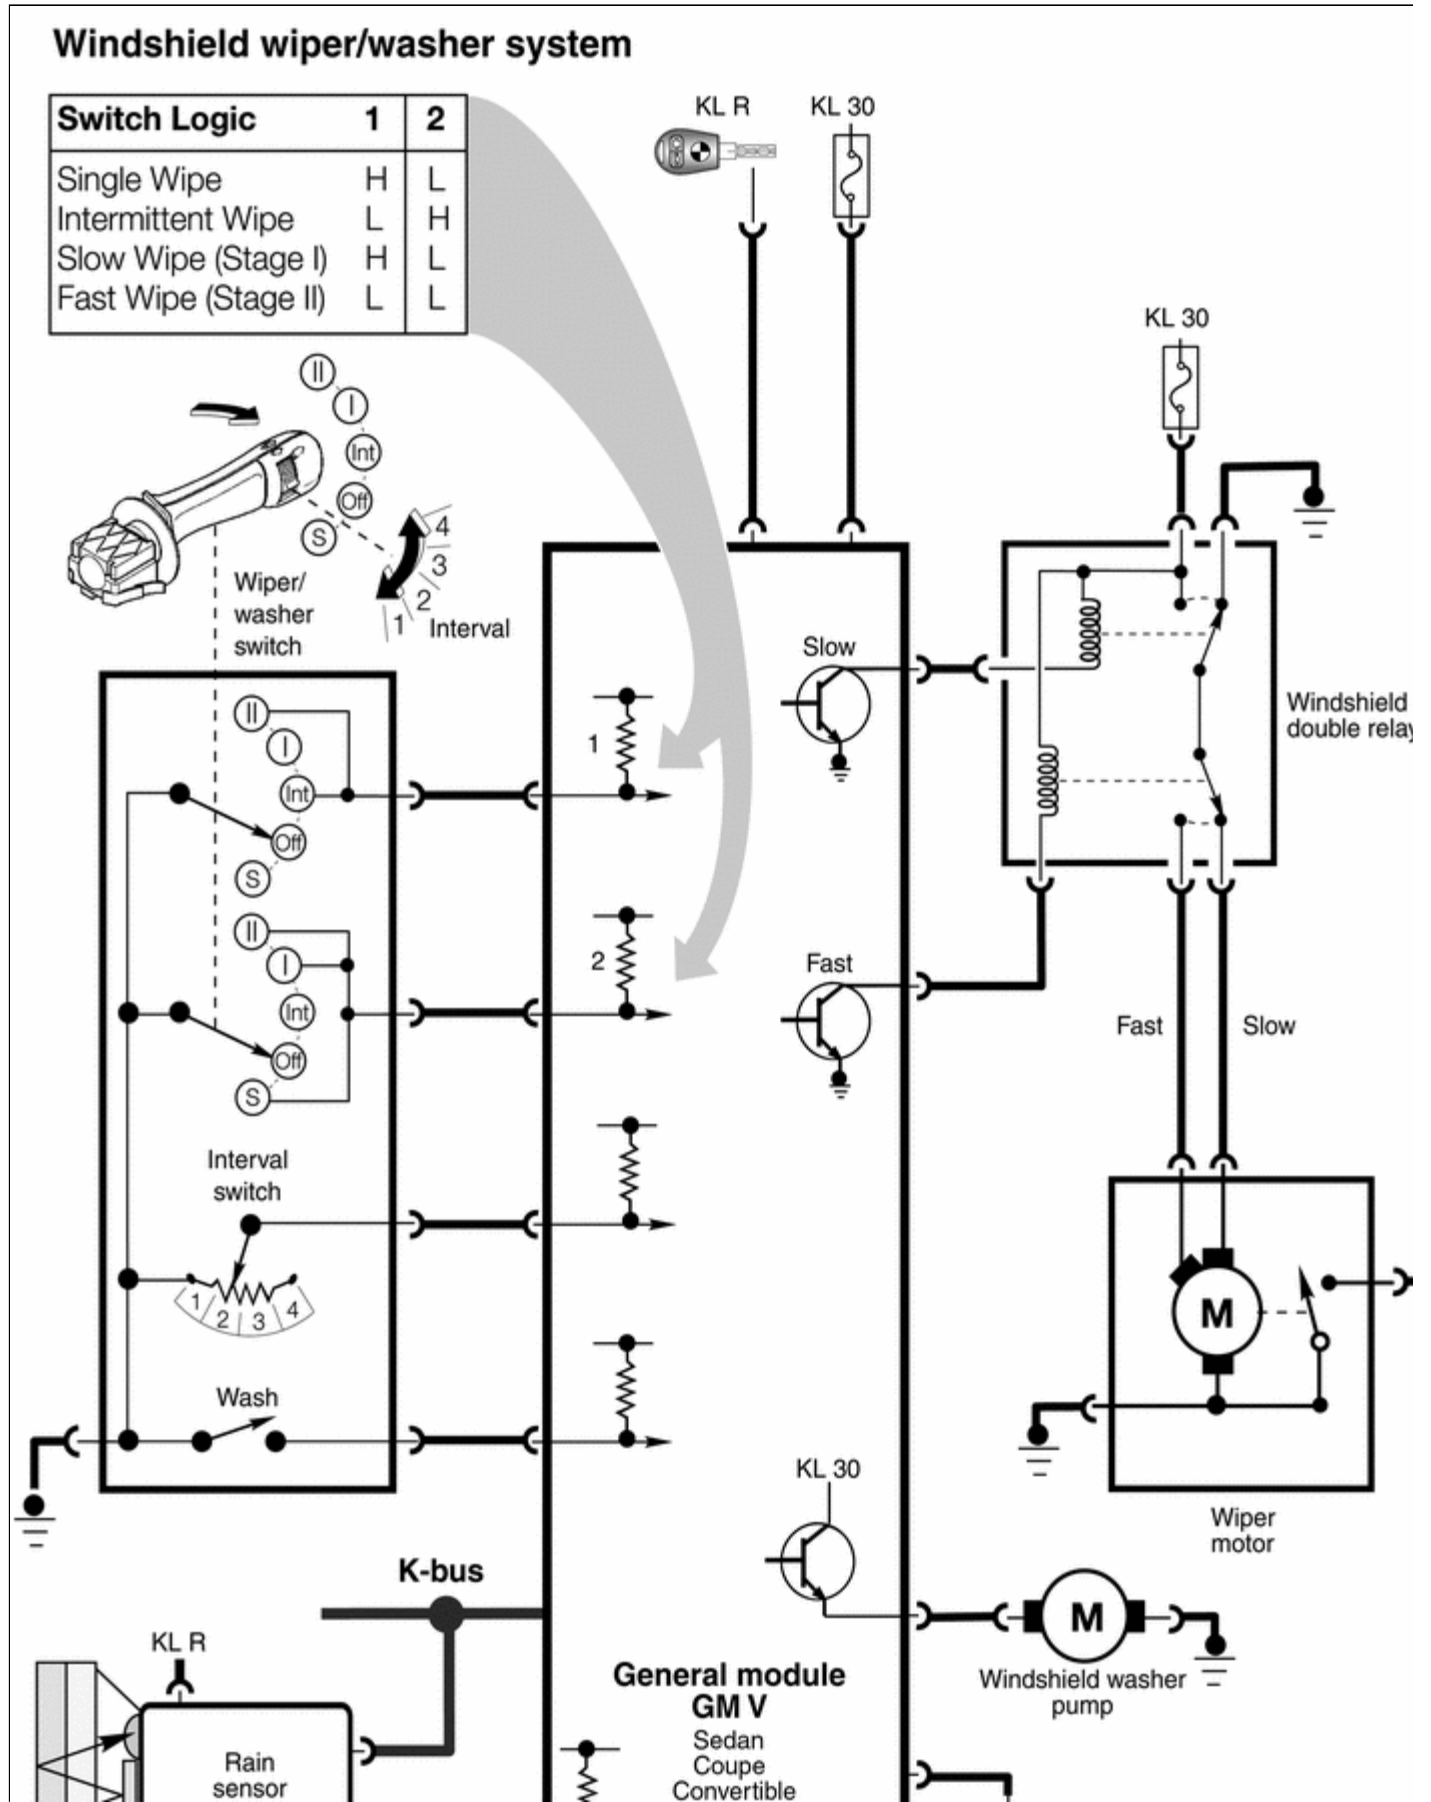 Windshield wiper/washer system
Switch Logic 1 2
Single Wipe H L
Intermittent Wipe L H
Slow Wipe (Stage I) H L
Fast Wipe (Stage II) L L
KL R
KL 30
KL 30
II
I
Int
Off
S
4
3
2
1
Interval
Wiper/
washer
switch
II
I
Int
Off
S
II
I
Int
Off
S
Interval
switch
1 2 3 4
Wash
1
2
Slow
Fast
Windshield
double relay
Fast
Slow
M
Wiper
motor
KL 30
M
Windshield washer
pump
K-bus
KL R
Rain
sensor
General module
GM V
Sedan
Coupe
Convertible